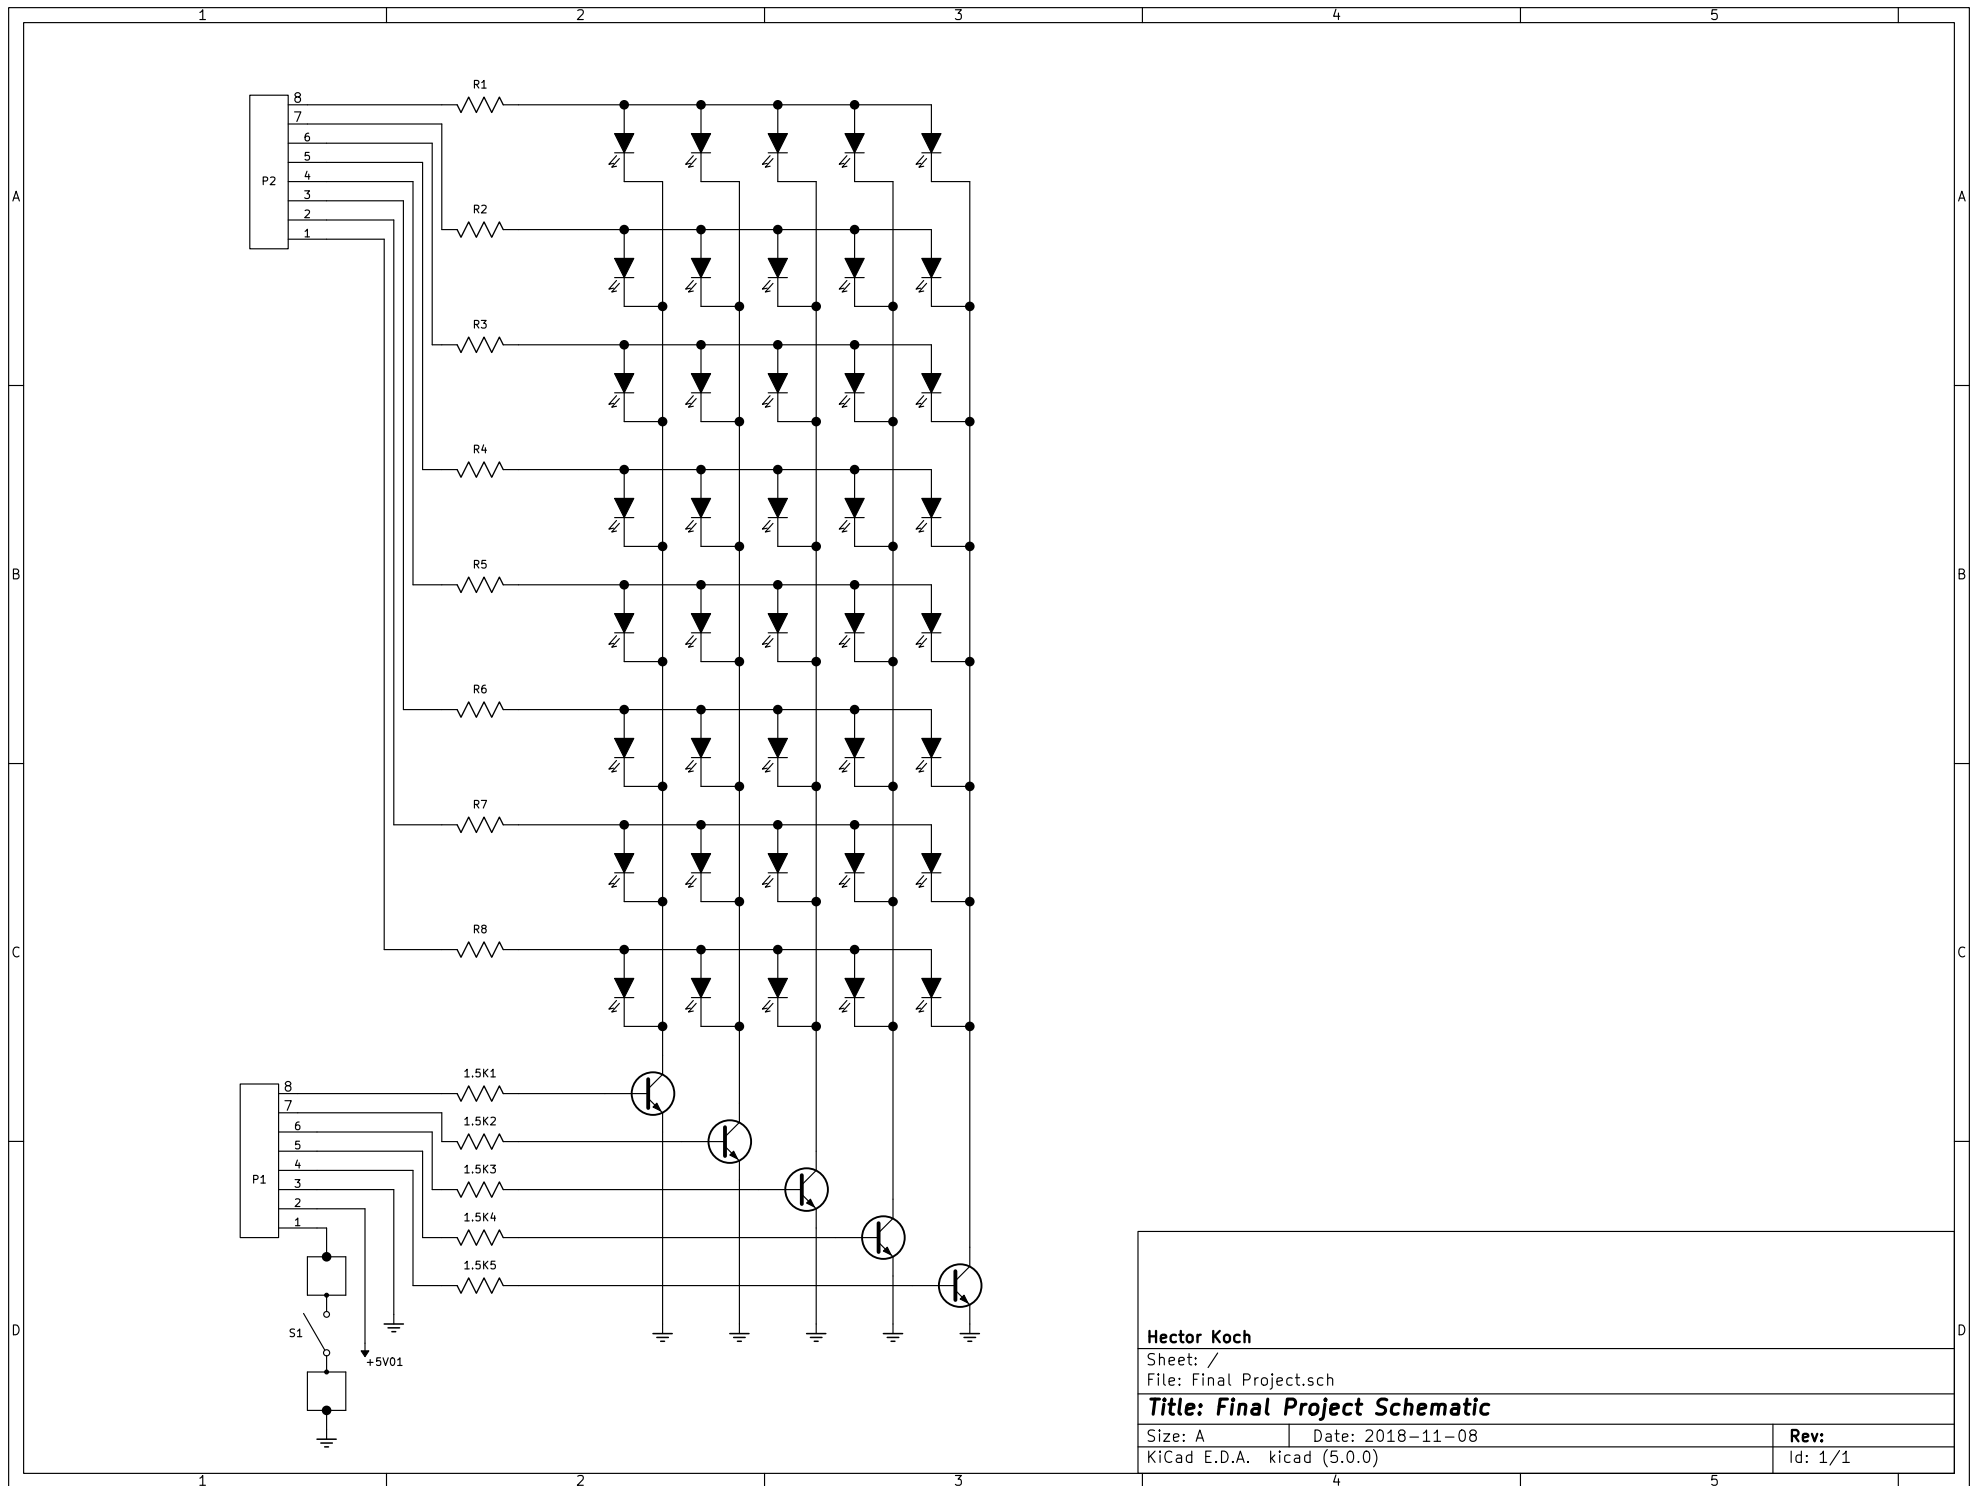 1 2 3 4 5
R1
8
7
6
5
P2 4
3
2
1
A A
R2
R3
R4
B B
R5
R6
R7
R8
C C
1.5K1
8
7
1.5K2
6
5
1.5K3
4
P1
3
2
1.5K4
1
1.5K5
S1
D D
+5V01
Hector Koch
Sheet: /
File: Final Project.sch
Title: Final Project Schematic
Size: A Date: 2018-11-08 Rev:
KiCad E.D.A. kicad (5.0.0) Id: 1/1
1 2 3 4 5